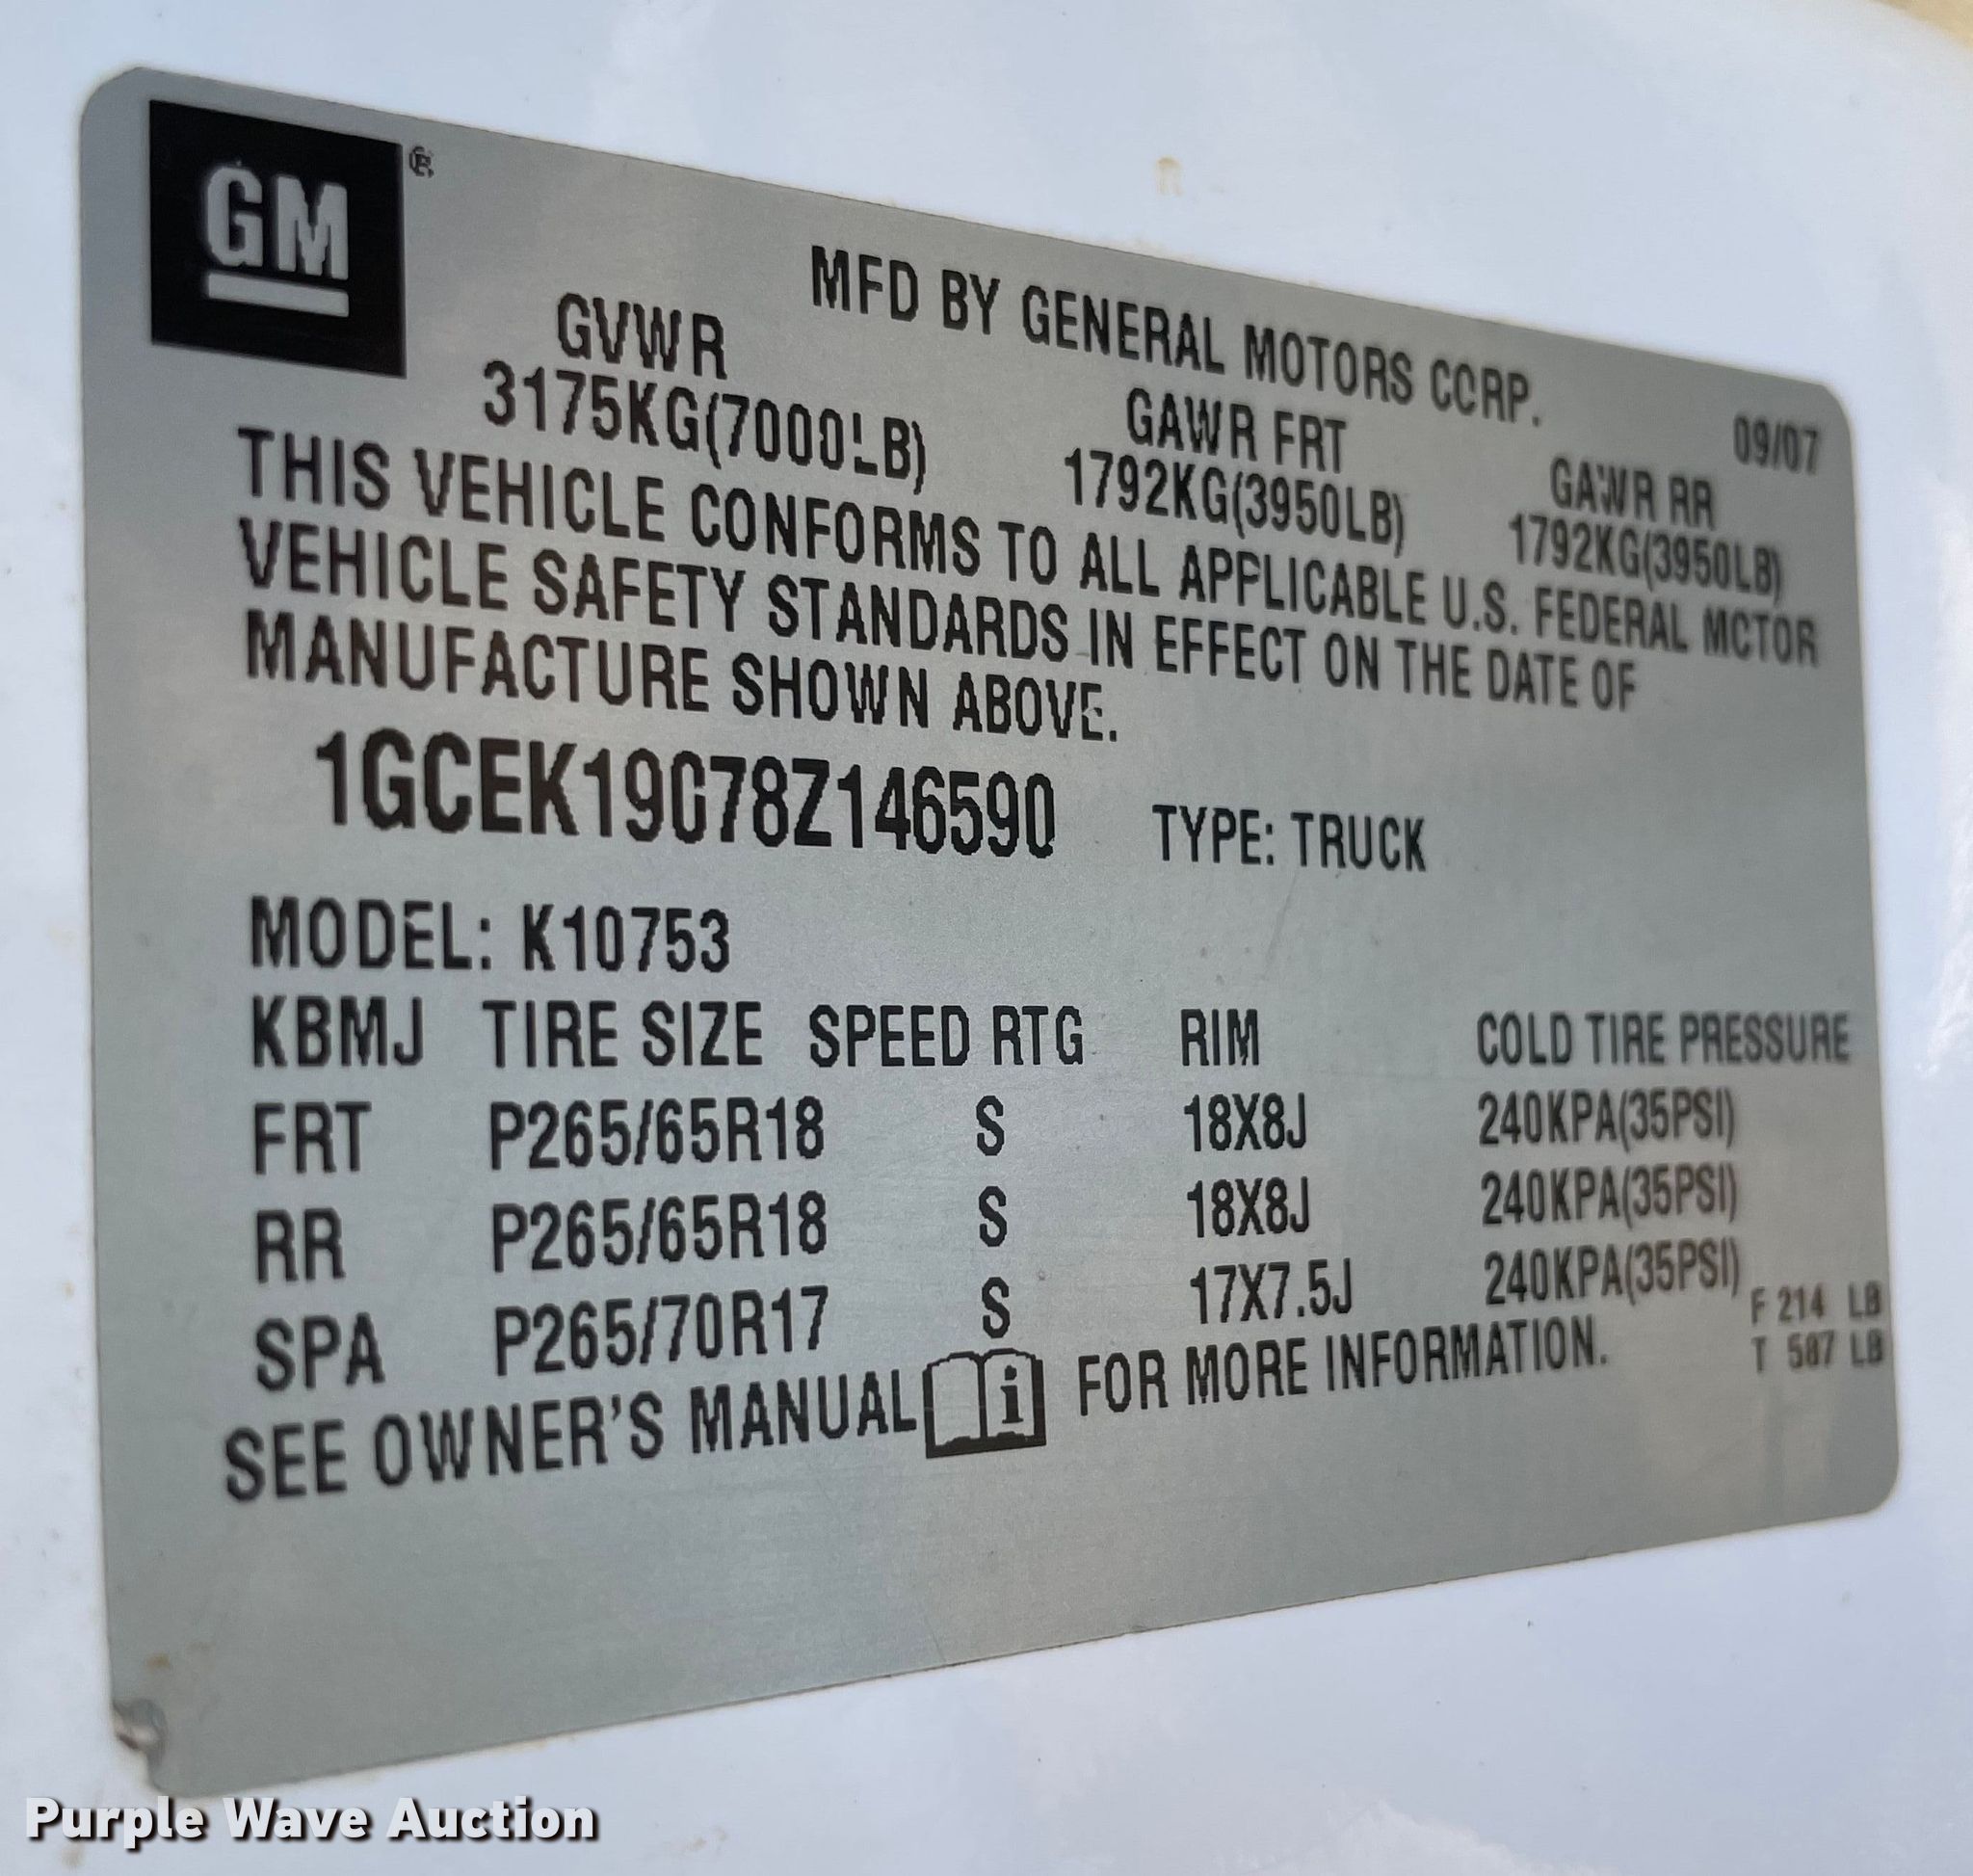 GM ®
MFD BY GENERAL MOTORS CORP. 09/07
GVWR GAWR FRT GAWR RR
3175KG(7000LB) 1792KG(3950LB) 1792KG(3950LB)
THIS VEHICLE CONFORMS TO ALL APPLICABLE U.S. FEDERAL MOTOR
VEHICLE SAFETY STANDARDS IN EFFECT ON THE DATE OF
MANUFACTURE SHOWN ABOVE.
1GCEK19078Z146590 TYPE: TRUCK
MODEL: K10753
KBMJ TIRE SIZE SPEED RTG RIM COLD TIRE PRESSURE
FRT P265/65R18 S 18X8J 240KPA(35PSI)
RR P265/65R18 S 18X8J 240KPA(35PSI)
SPA P265/70R17 S 17X7.5J 240KPA(35PSI)
F 214 LB
T 587 LB
SEE OWNER'S MANUAL i FOR MORE INFORMATION.
Purple Wave Auction